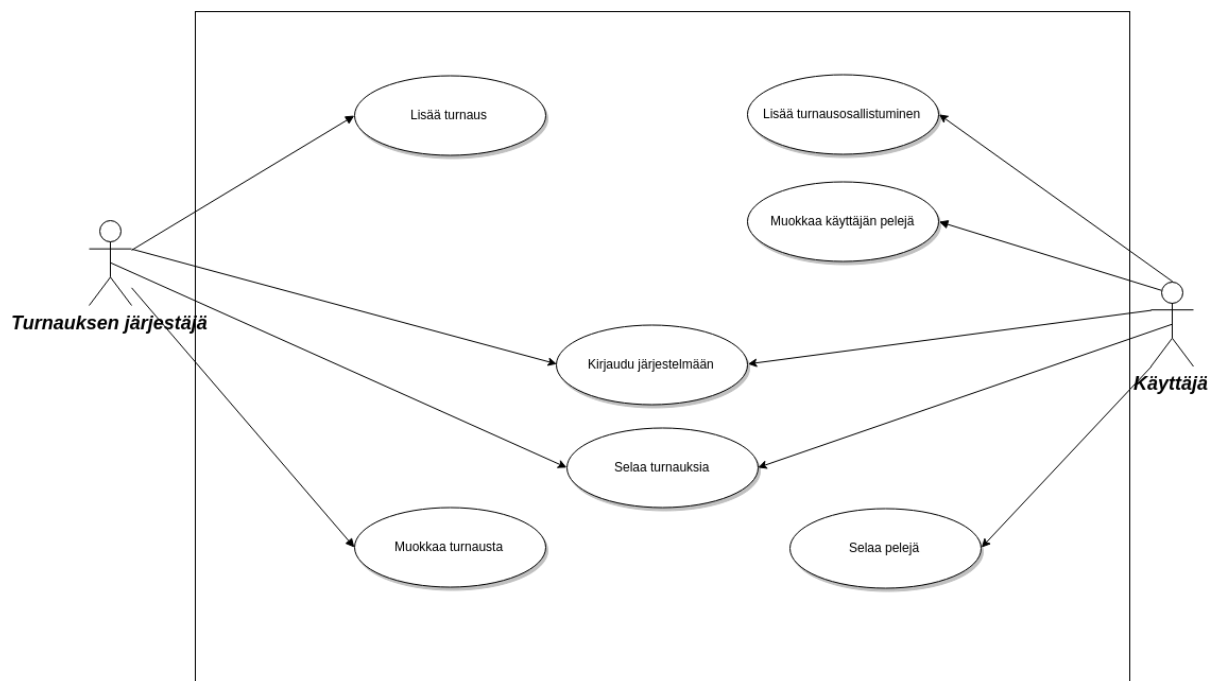 Lisää turnaus
Lisää turnausosallistuminen
Muokkaa käyttäjän pelejä
Turnauksen järjestäjä
Kirjaudu järjestelmään
Käyttäjä
Selaa turnauksia
Muokkaa turnausta
Selaa pelejä